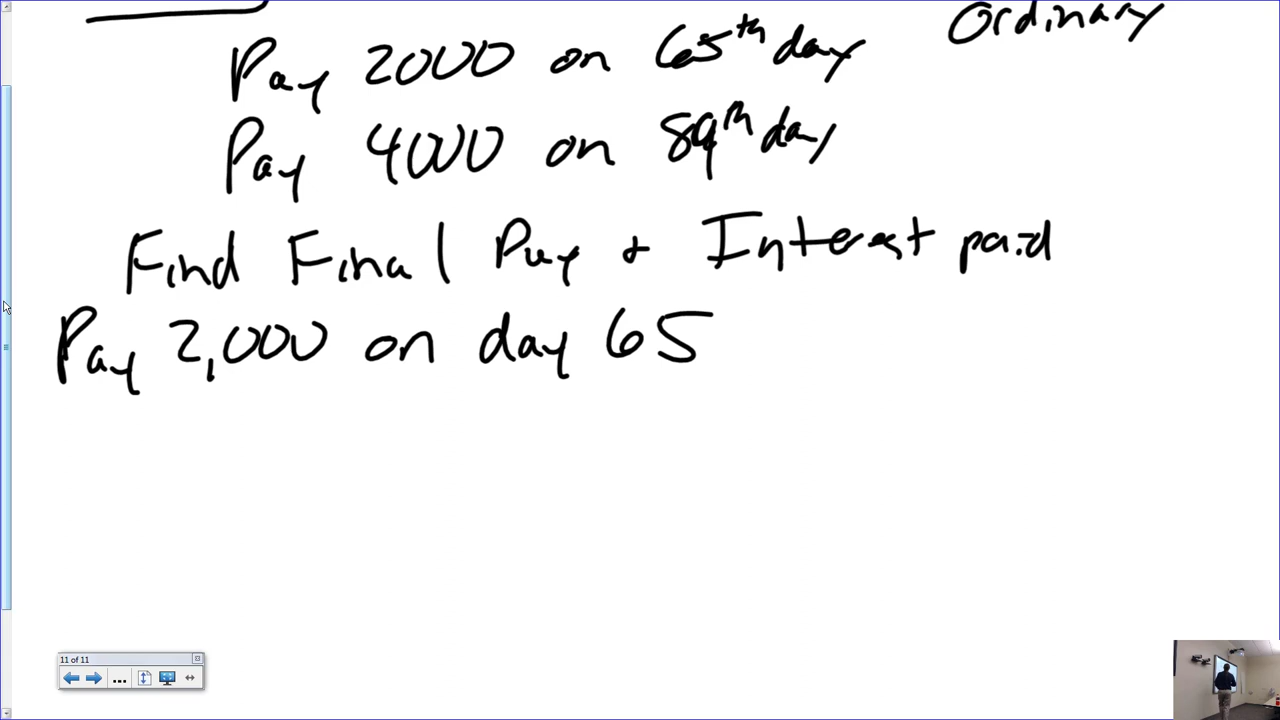 Ordinary
Pay 2000 on 65th day
Pay 4000 on 89th day
Find Final Pay + Interest paid
Pay 2,000 on day 65
11 of 11